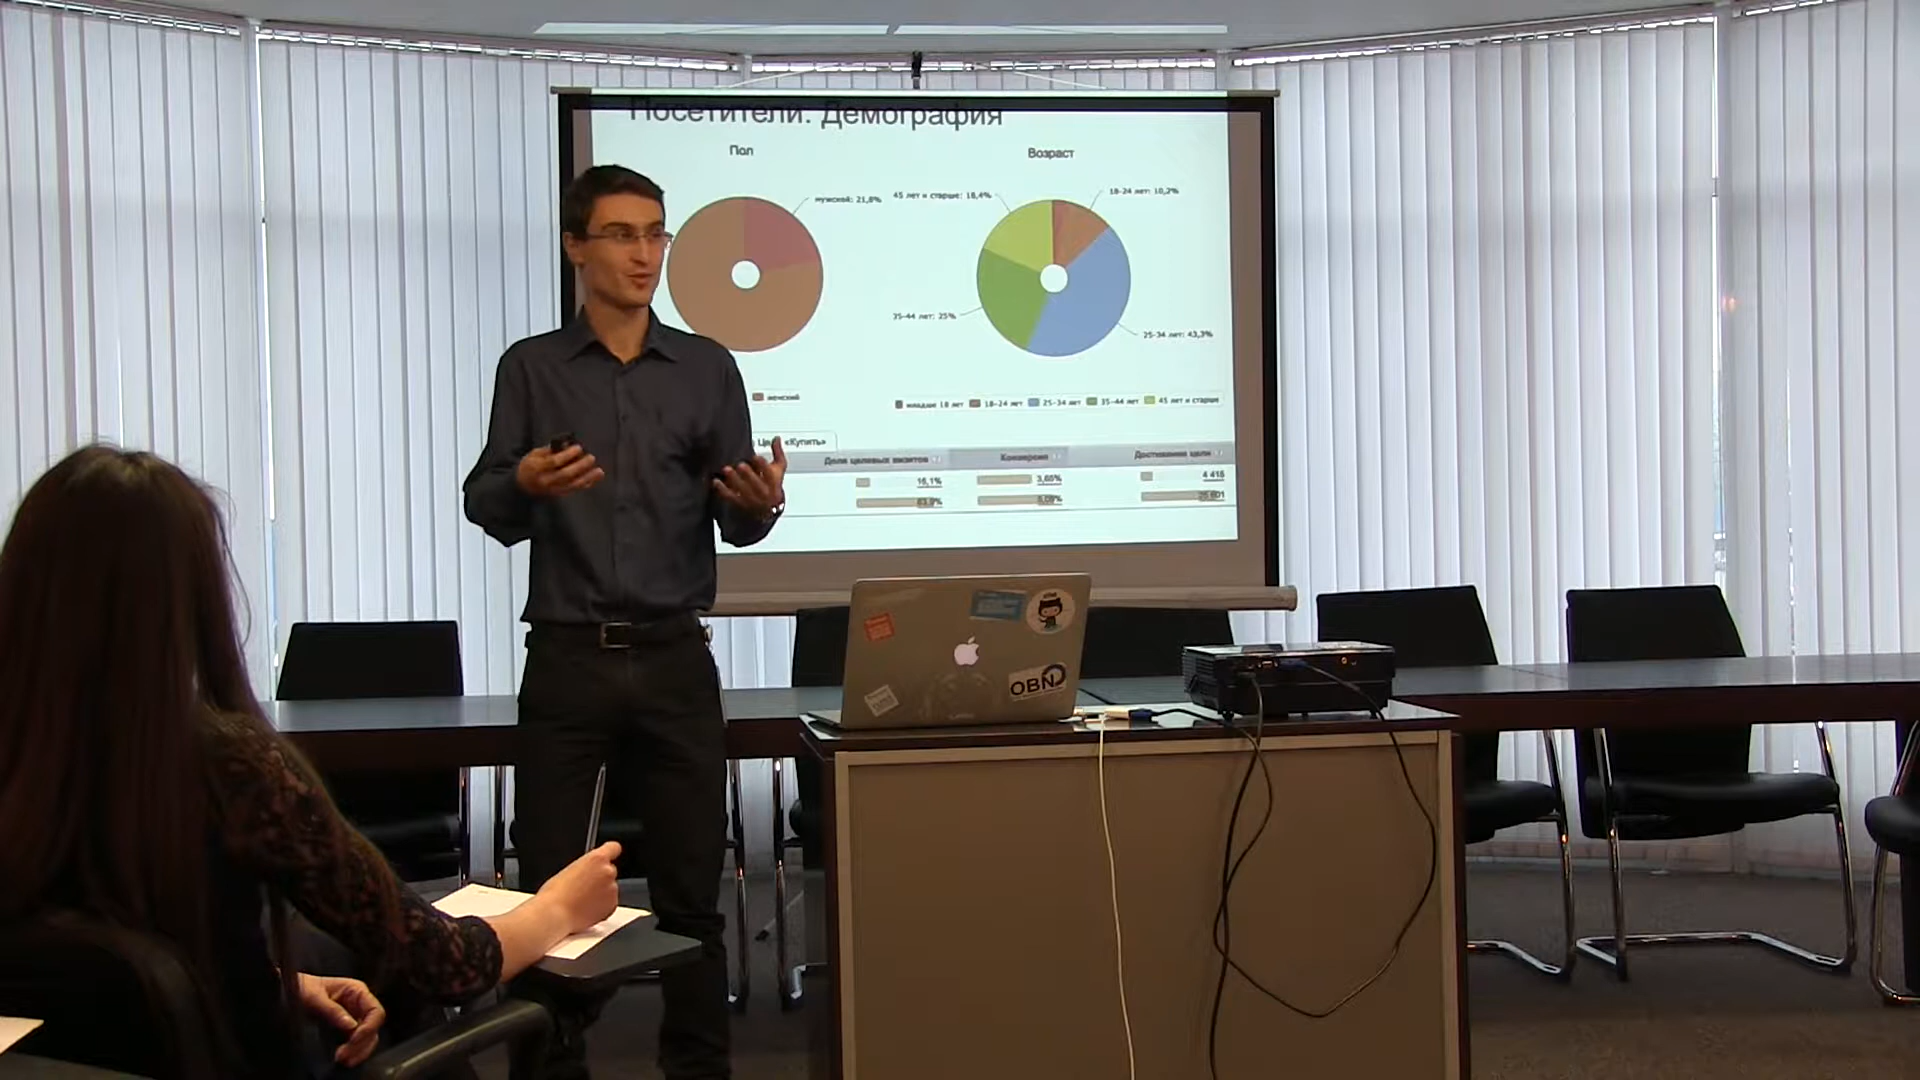 Посетители. Демография
Пол
Возраст
мужской: 21,8%
45 лет и старше: 18,4%
18-24 лет: 10,2%
35-44 лет: 25%
25-34 лет: 43,3%
женский
младше 18 лет 18-24 лет 25-34 лет 35-44 лет 45 лет и старше
«Купить»
Доля целевых визитов Конверсия Достижения цели
16,1% 3,65% 4 415
OBN